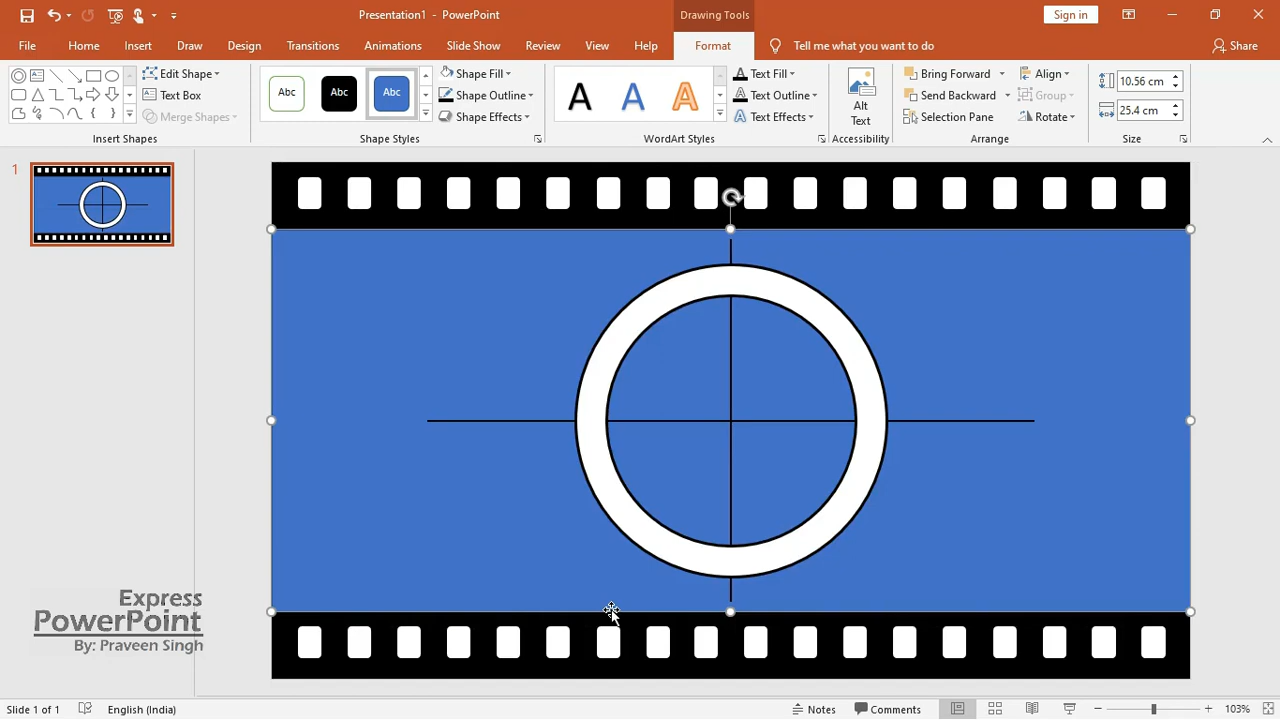 Presentation1 - PowerPoint
Drawing Tools
Sign in
File
Home
Insert
Draw
Design
Transitions
Animations
Slide Show
Review
View
Help
Format
Tell me what you want to do
Share
Edit Shape
Text Box
Merge Shapes
Insert Shapes
Abc
Abc
Abc
Shape Fill
Shape Outline
Shape Effects
Shape Styles
A
A
A
Text Fill
Text Outline
Text Effects
WordArt Styles
Alt
Text
Accessibility
Bring Forward
Send Backward
Selection Pane
Align
Group
Rotate
Arrange
10.56 cm
25.4 cm
Size
1
Express
PowerPoint
By: Praveen Singh
Slide 1 of 1
English (India)
Notes
Comments
103%